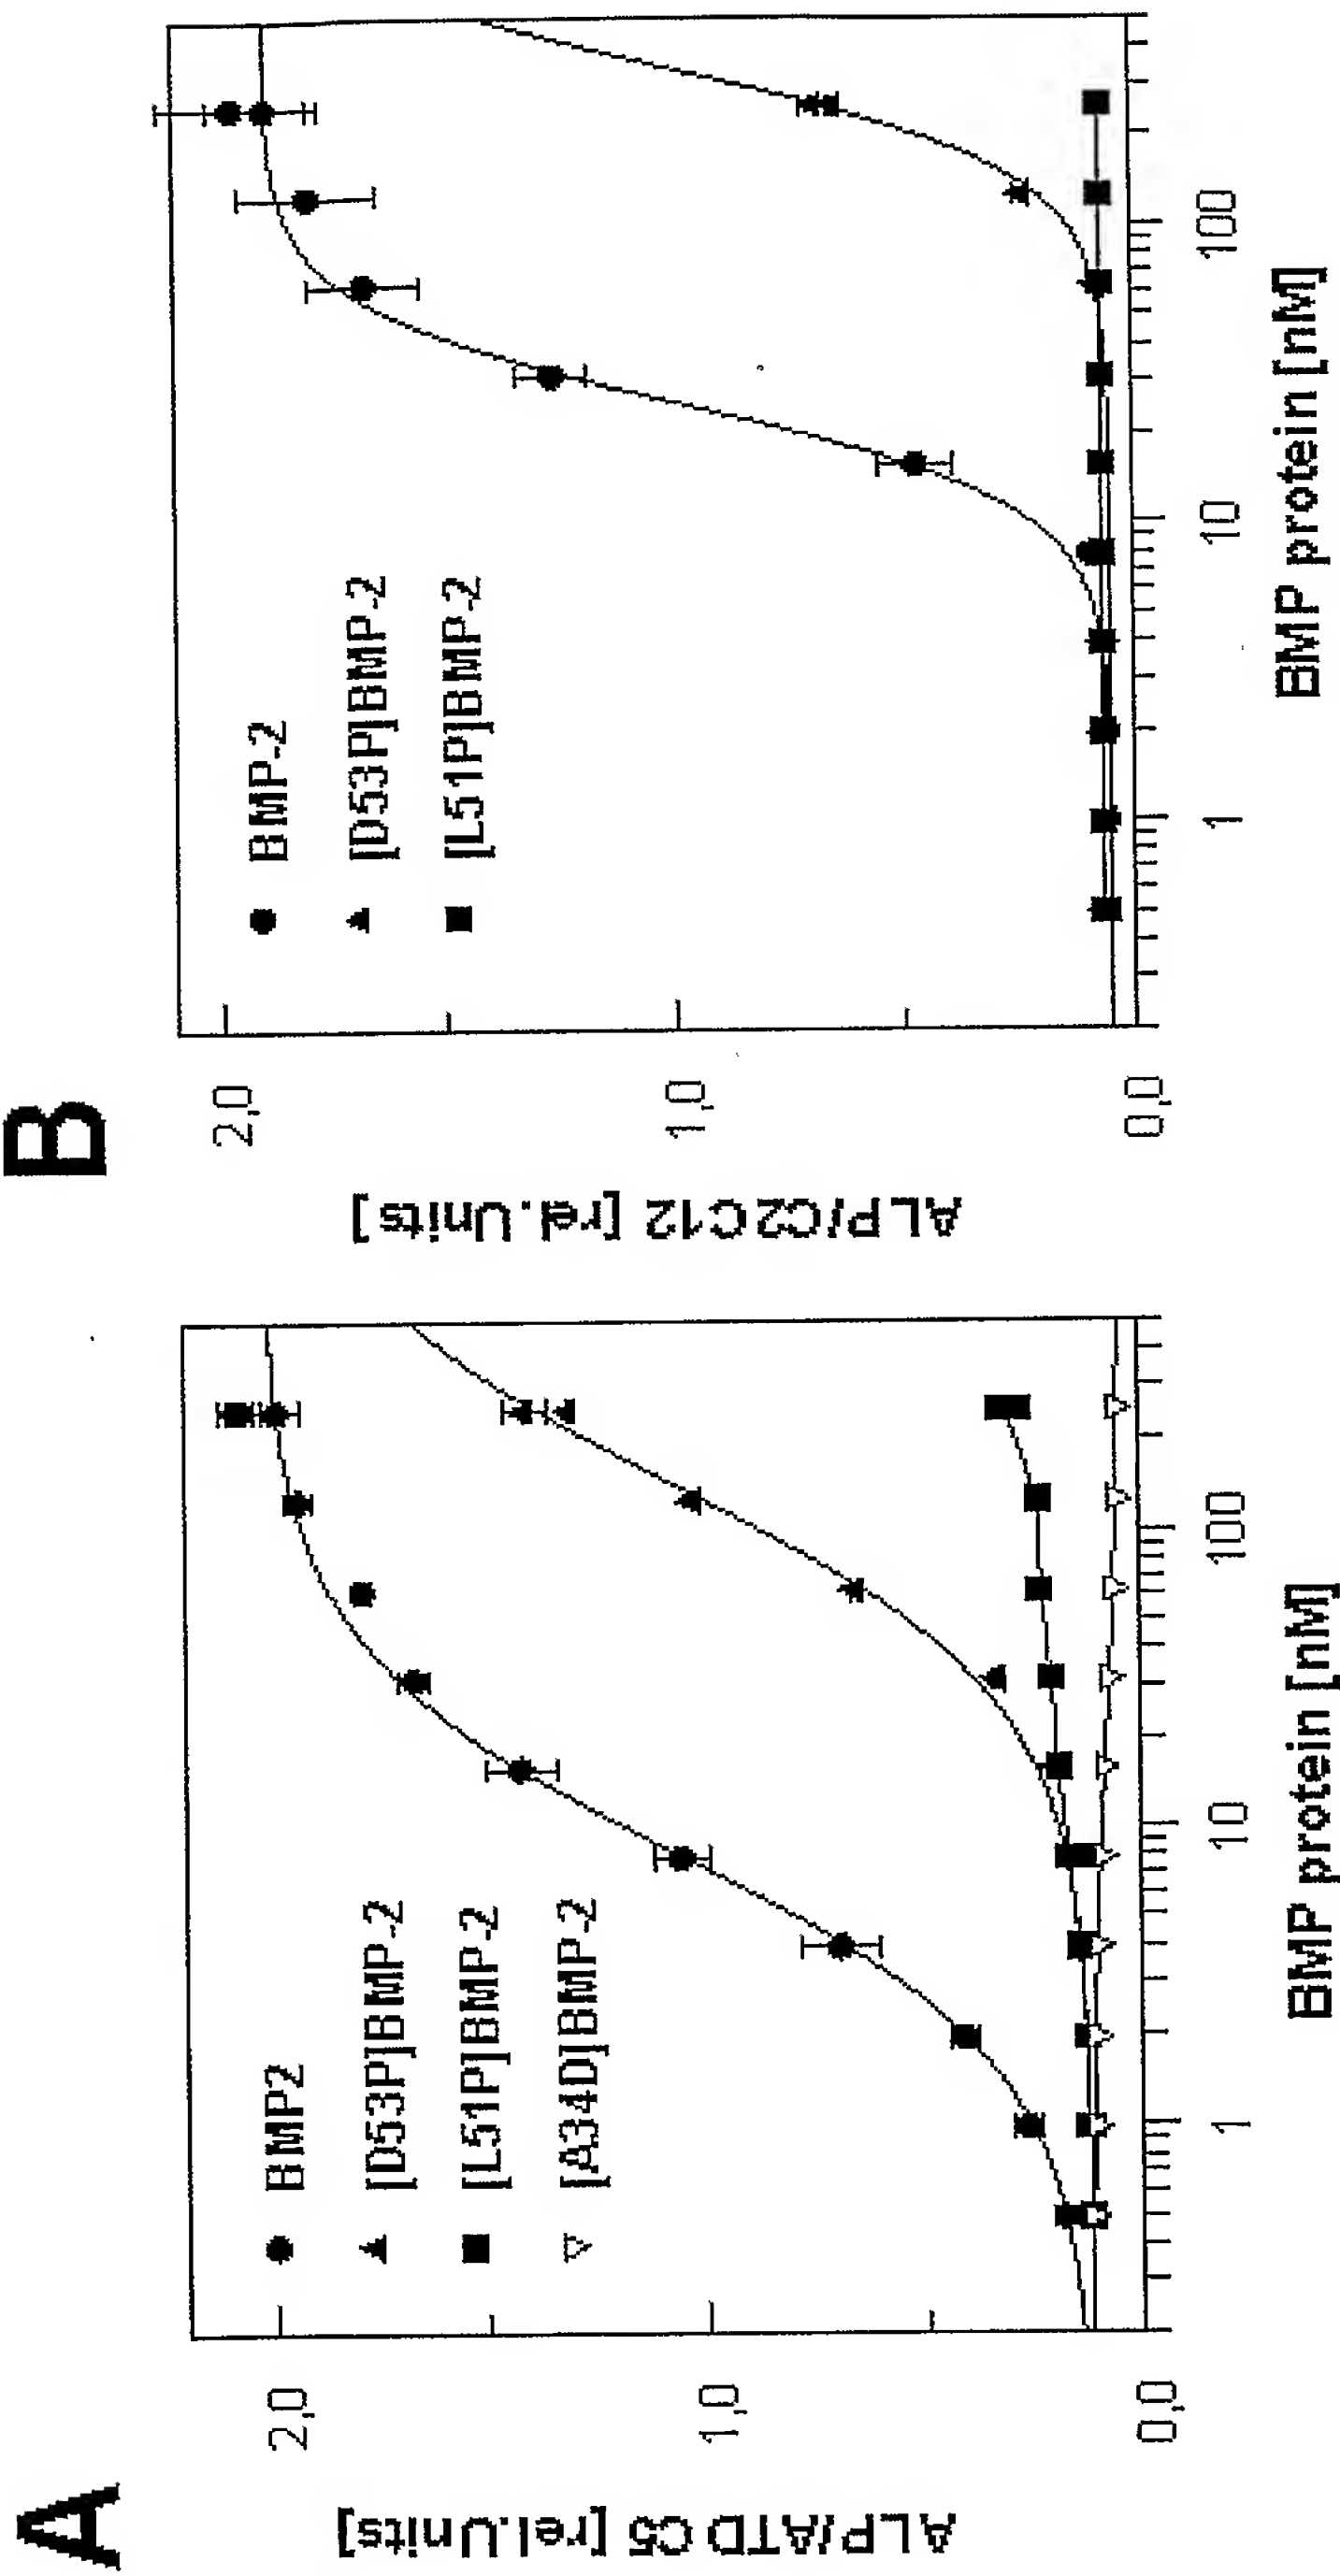 A
ALP/ATDC5 [rel.Units]
2,0
1,0
0,0
BMP2
[D53P]BMP-2
[L51P]BMP-2
[A34D]BMP-2
1
10
100
BMP protein [nM]
B
ALP/C2C12 [rel.Units]
2,0
1,0
0,0
BMP-2
[D53P]BMP-2
[L51P]BMP-2
1
10
100
BMP protein [nM]